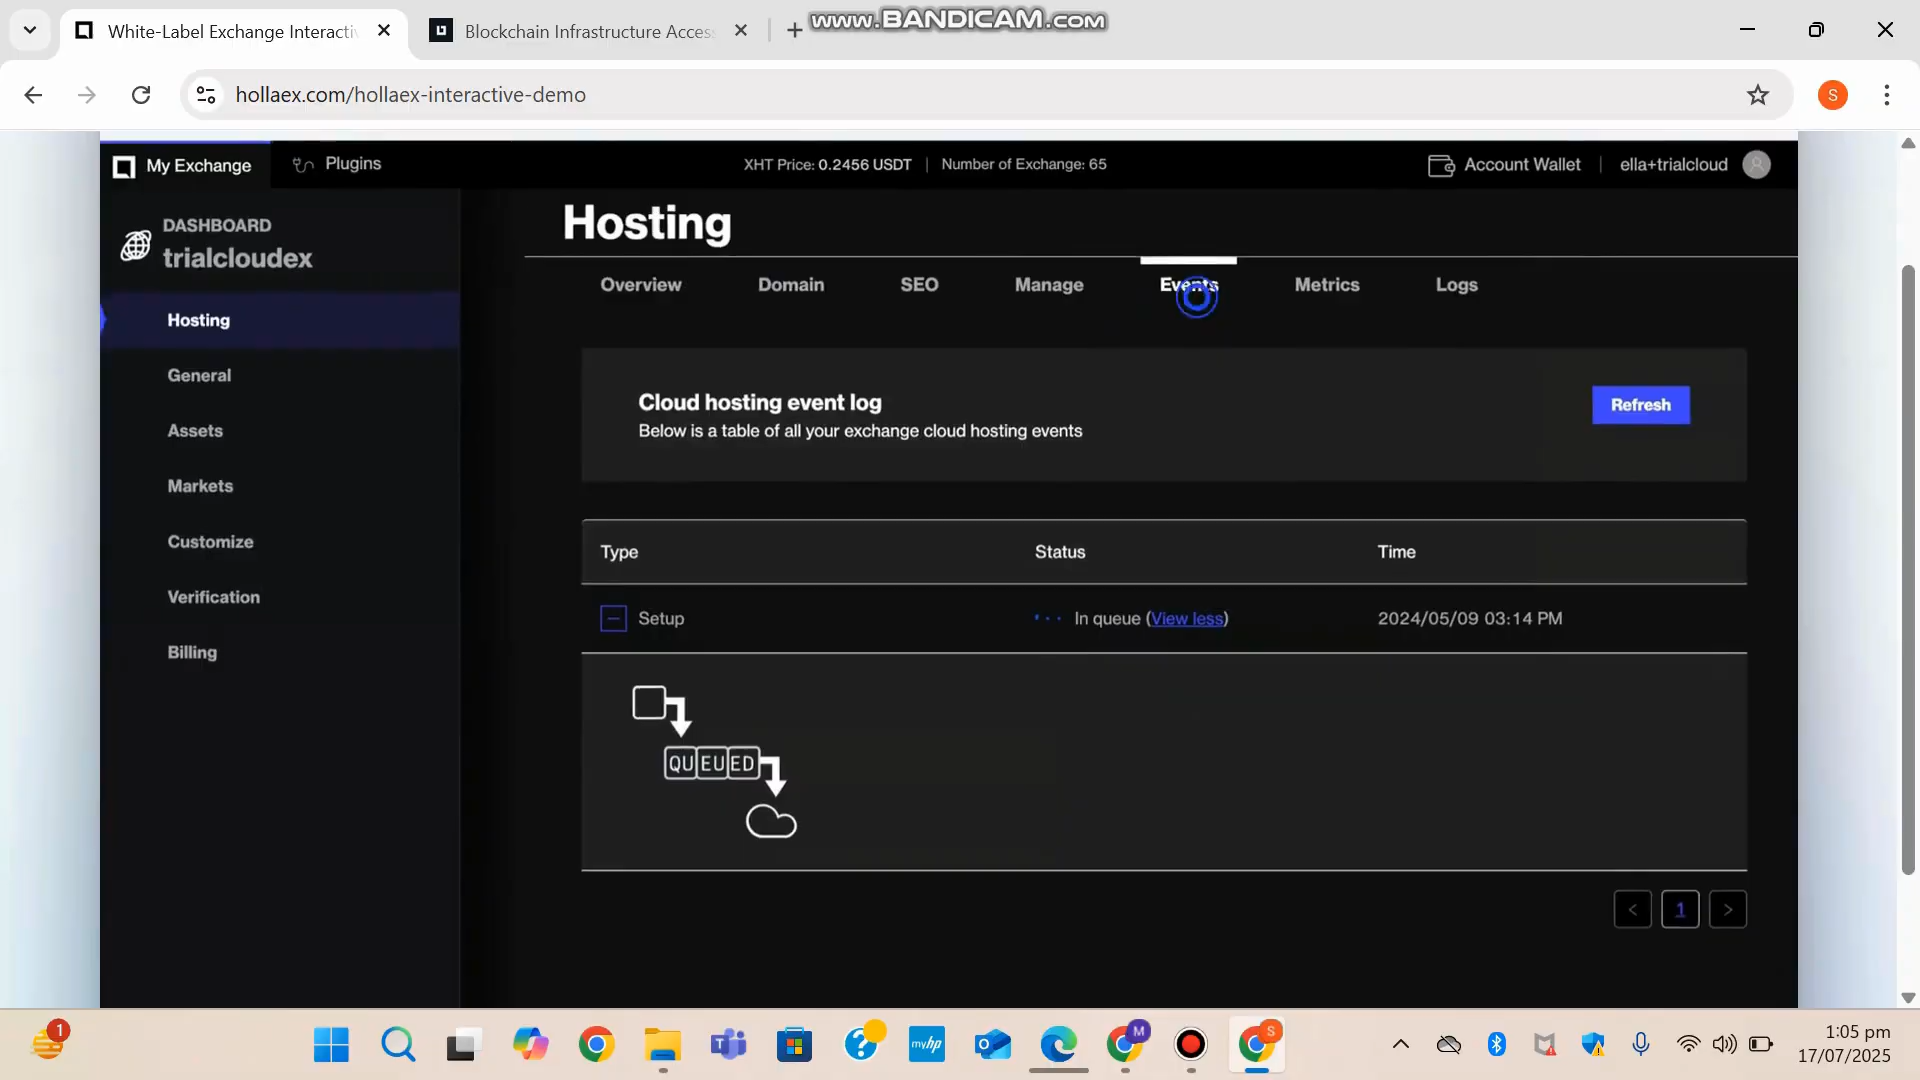 White-Label Exchange Interactiv
Blockchain Infrastructure Acces
www.BANDICAM.com
hollaex.com/hollaex-interactive-demo
S
My Exchange
Plugins
XHT Price: 0.2456 USDT | Number of Exchange: 65
Account Wallet | ella+trialcloud
DASHBOARD
trialcloudex
Hosting
General
Assets
Markets
Customize
Verification
Billing
Hosting
Overview Domain SEO Manage Events Metrics Logs
Cloud hosting event log
Below is a table of all your exchange cloud hosting events
Refresh
Type Status Time
Setup In queue (View less) 2024/05/09 03:14 PM
QUEUED
< 1 >
1
myhp
M
S
1:05 pm
17/07/2025